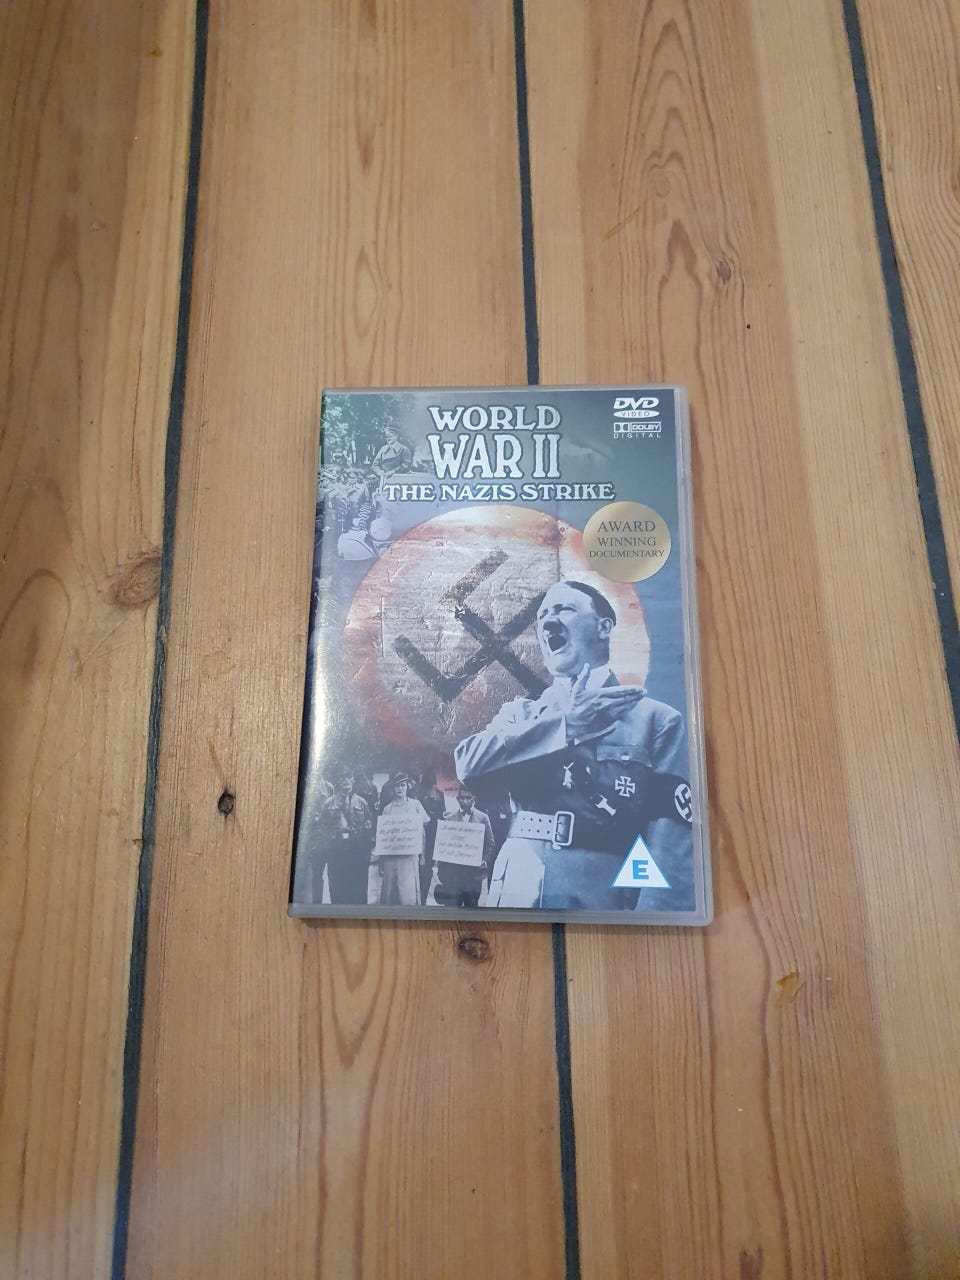 WORLD
WAR II
THE NAZIS STRIKE
DVD
VIDEO
DOLBY
DIGITAL
AWARD
WINNING
DOCUMENTARY
E